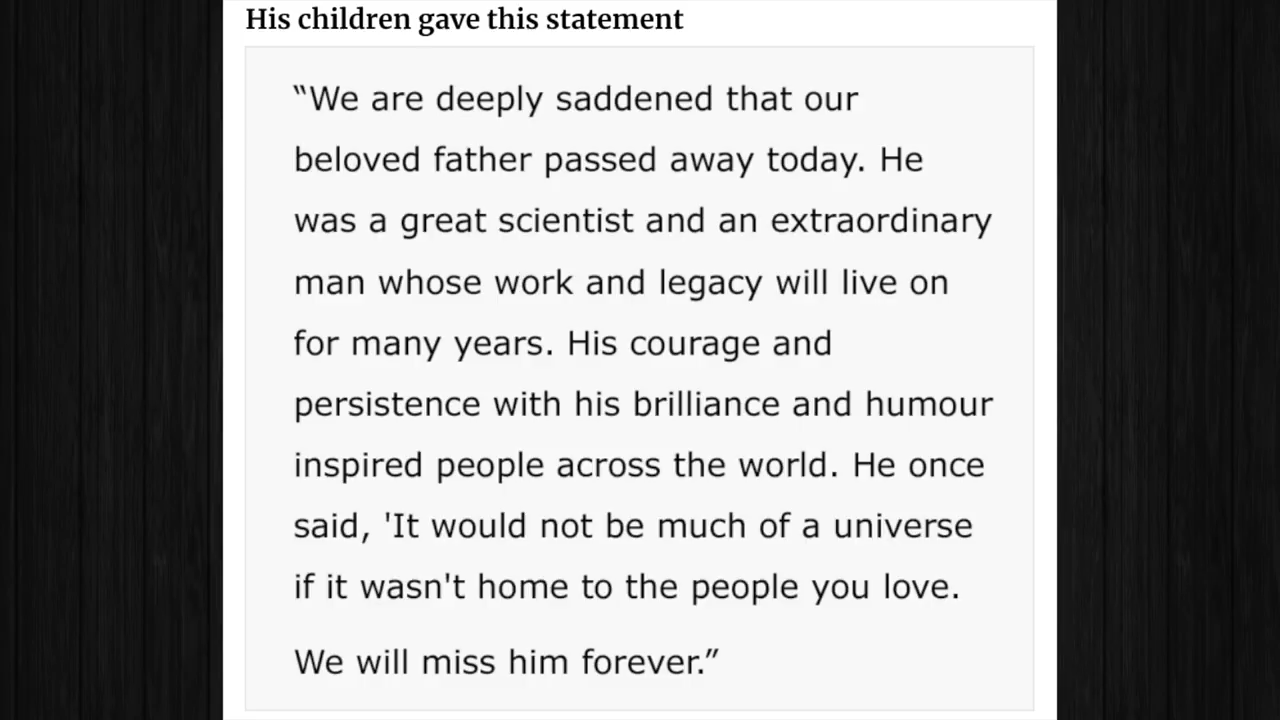 His children gave this statement
“We are deeply saddened that our
beloved father passed away today. He
was a great scientist and an extraordinary
man whose work and legacy will live on
for many years. His courage and
persistence with his brilliance and humour
inspired people across the world. He once
said, 'It would not be much of a universe
if it wasn't home to the people you love.
We will miss him forever.”